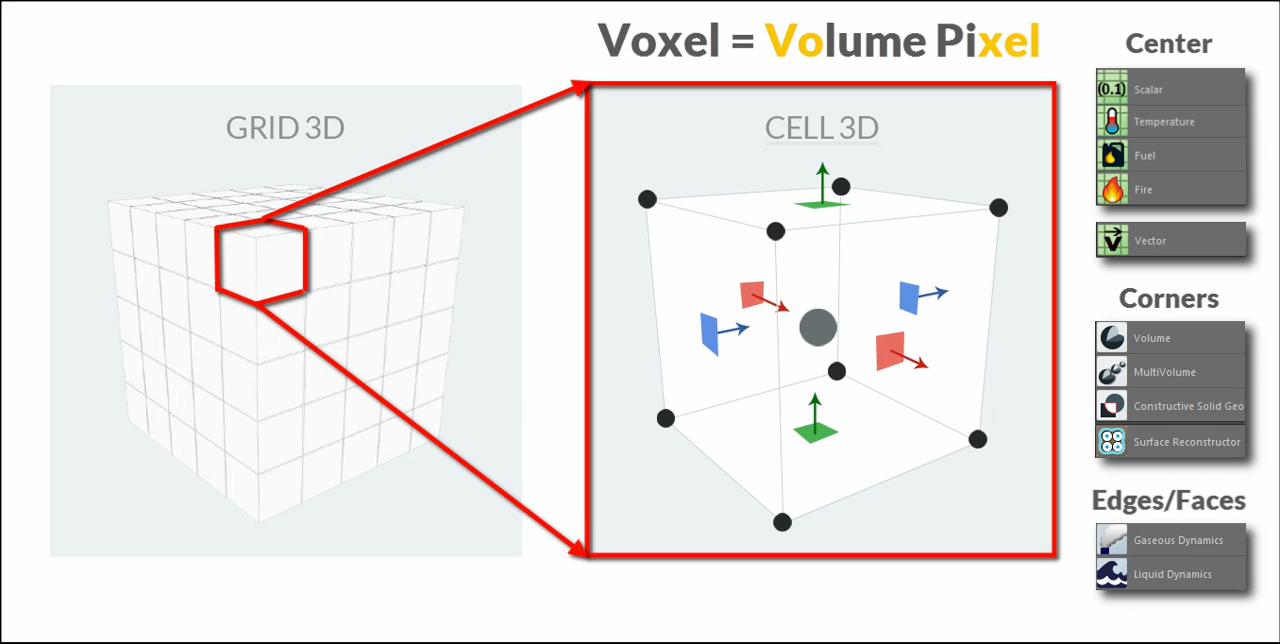 Voxel = Volume Pixel
GRID 3D
CELL 3D
Center
(0.1) Scalar
Temperature
Fuel
Fire
V Vector
Corners
Volume
MultiVolume
Constructive Solid Geo
Surface Reconstructor
Edges/Faces
Gaseous Dynamics
Liquid Dynamics